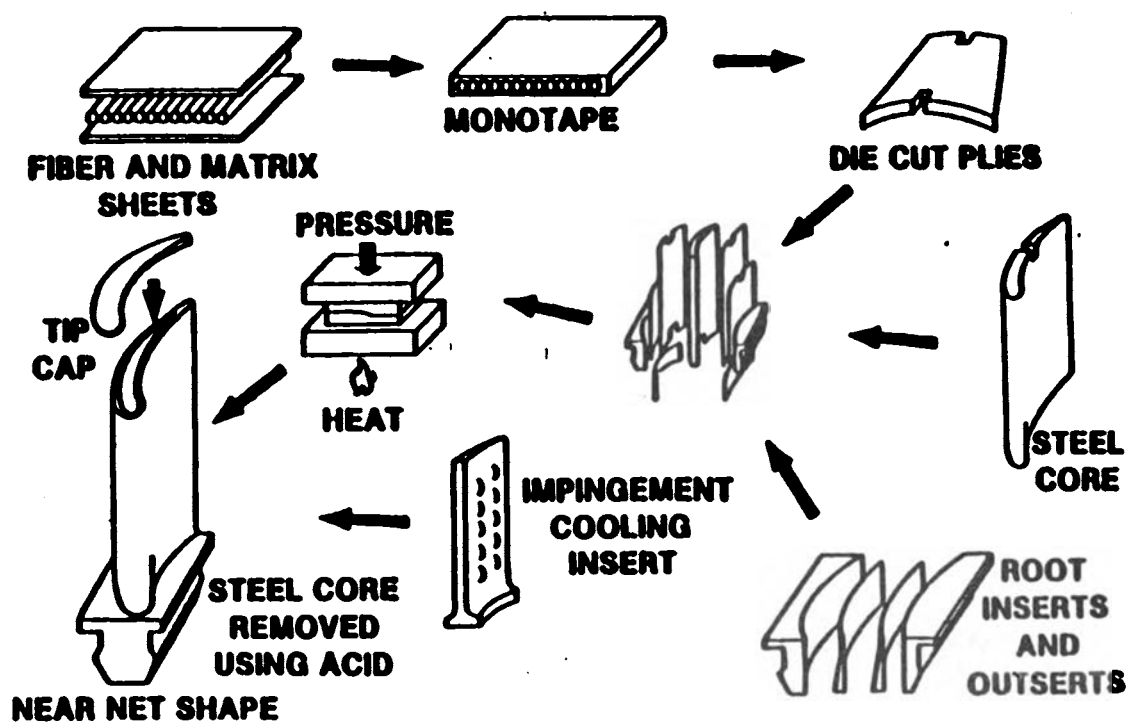 FIBER AND MATRIX
SHEETS
MONOTAPE
DIE CUT PLIES
PRESSURE
HEAT
TIP
CAP
STEEL
CORE
IMPINGEMENT
COOLING
INSERT
ROOT
INSERTS
AND
OUTSERTS
STEEL CORE
REMOVED
USING ACID
NEAR NET SHAPE